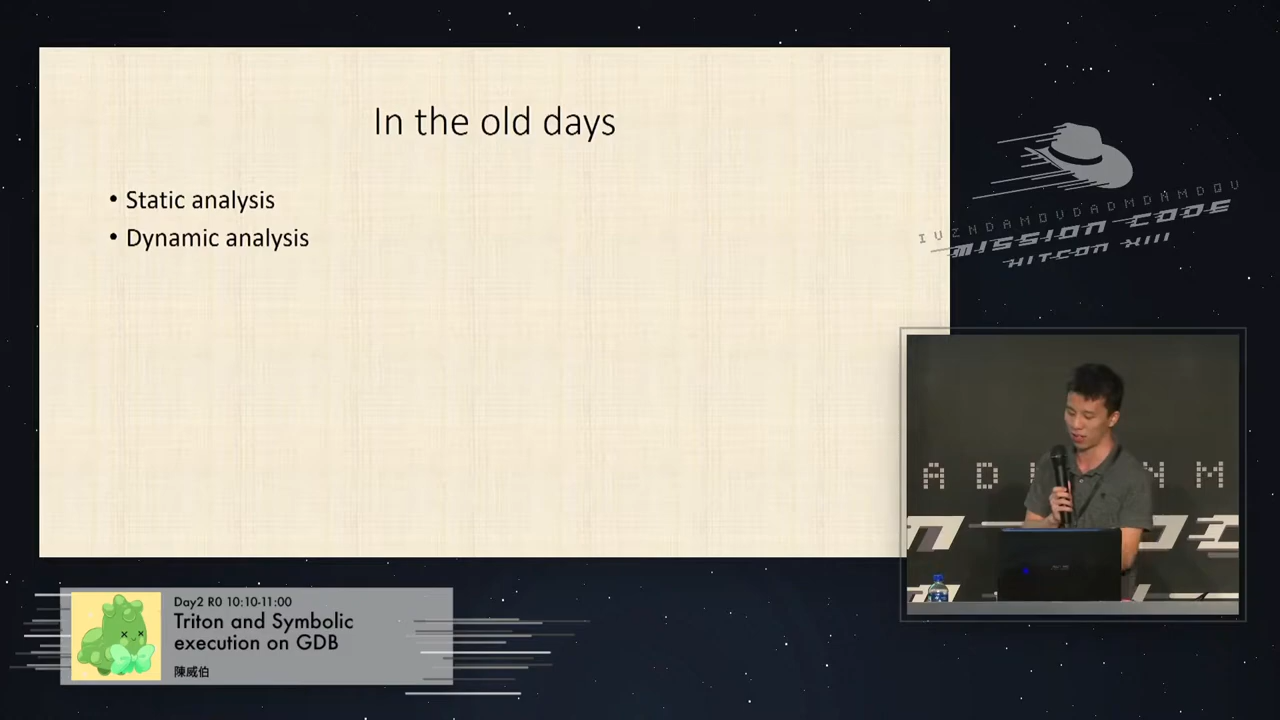 In the old days
• Static analysis
• Dynamic analysis
MISSION CODE
HITCON XIII
Day2 R0 10:10-11:00
Triton and Symbolic
execution on GDB
陳威伯